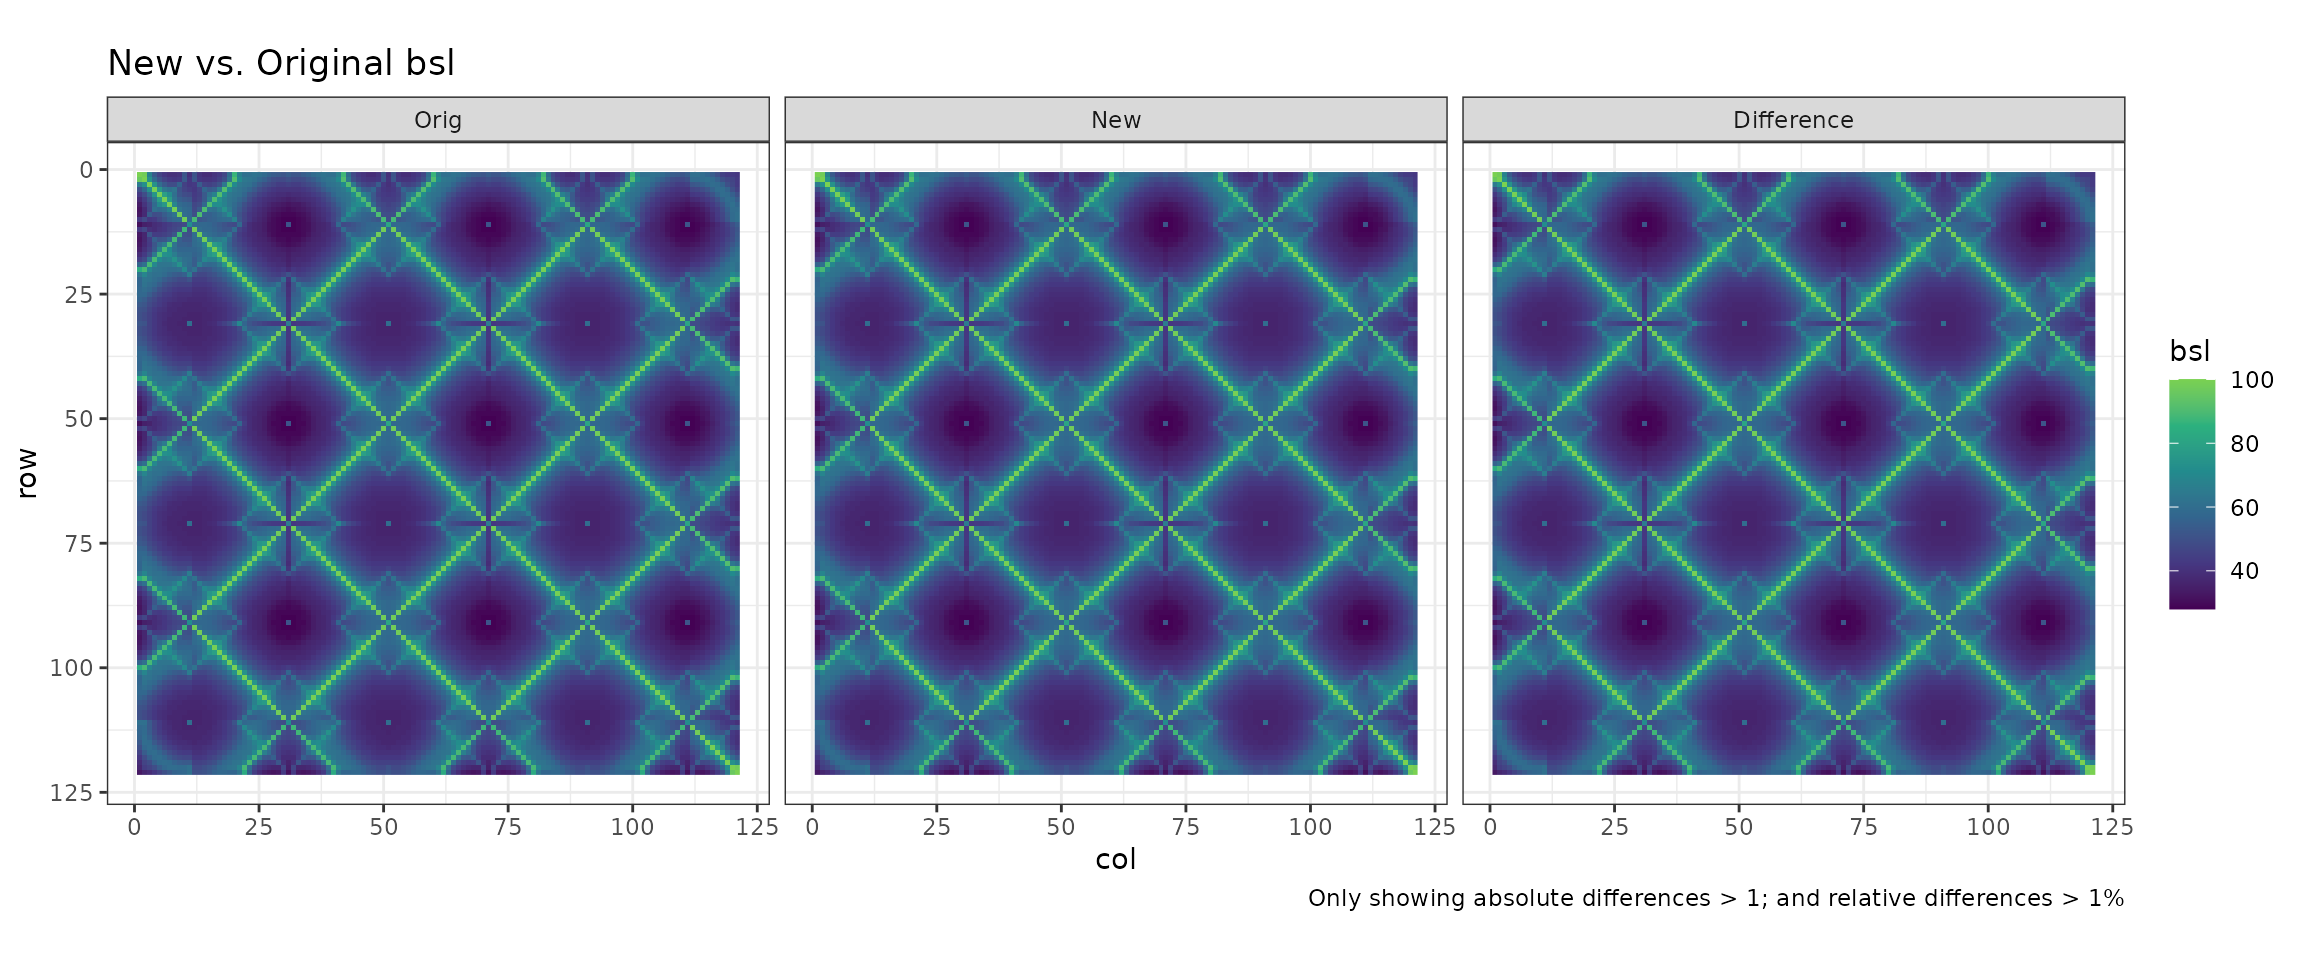 New vs. Original bsl
Orig
New
Difference
0
25
50
75
100
125
row
0 25 50 75 100 125
0 25 50 75 100 125
0 25 50 75 100 125
col
bsl
100
80
60
40
Only showing absolute differences > 1; and relative differences > 1%